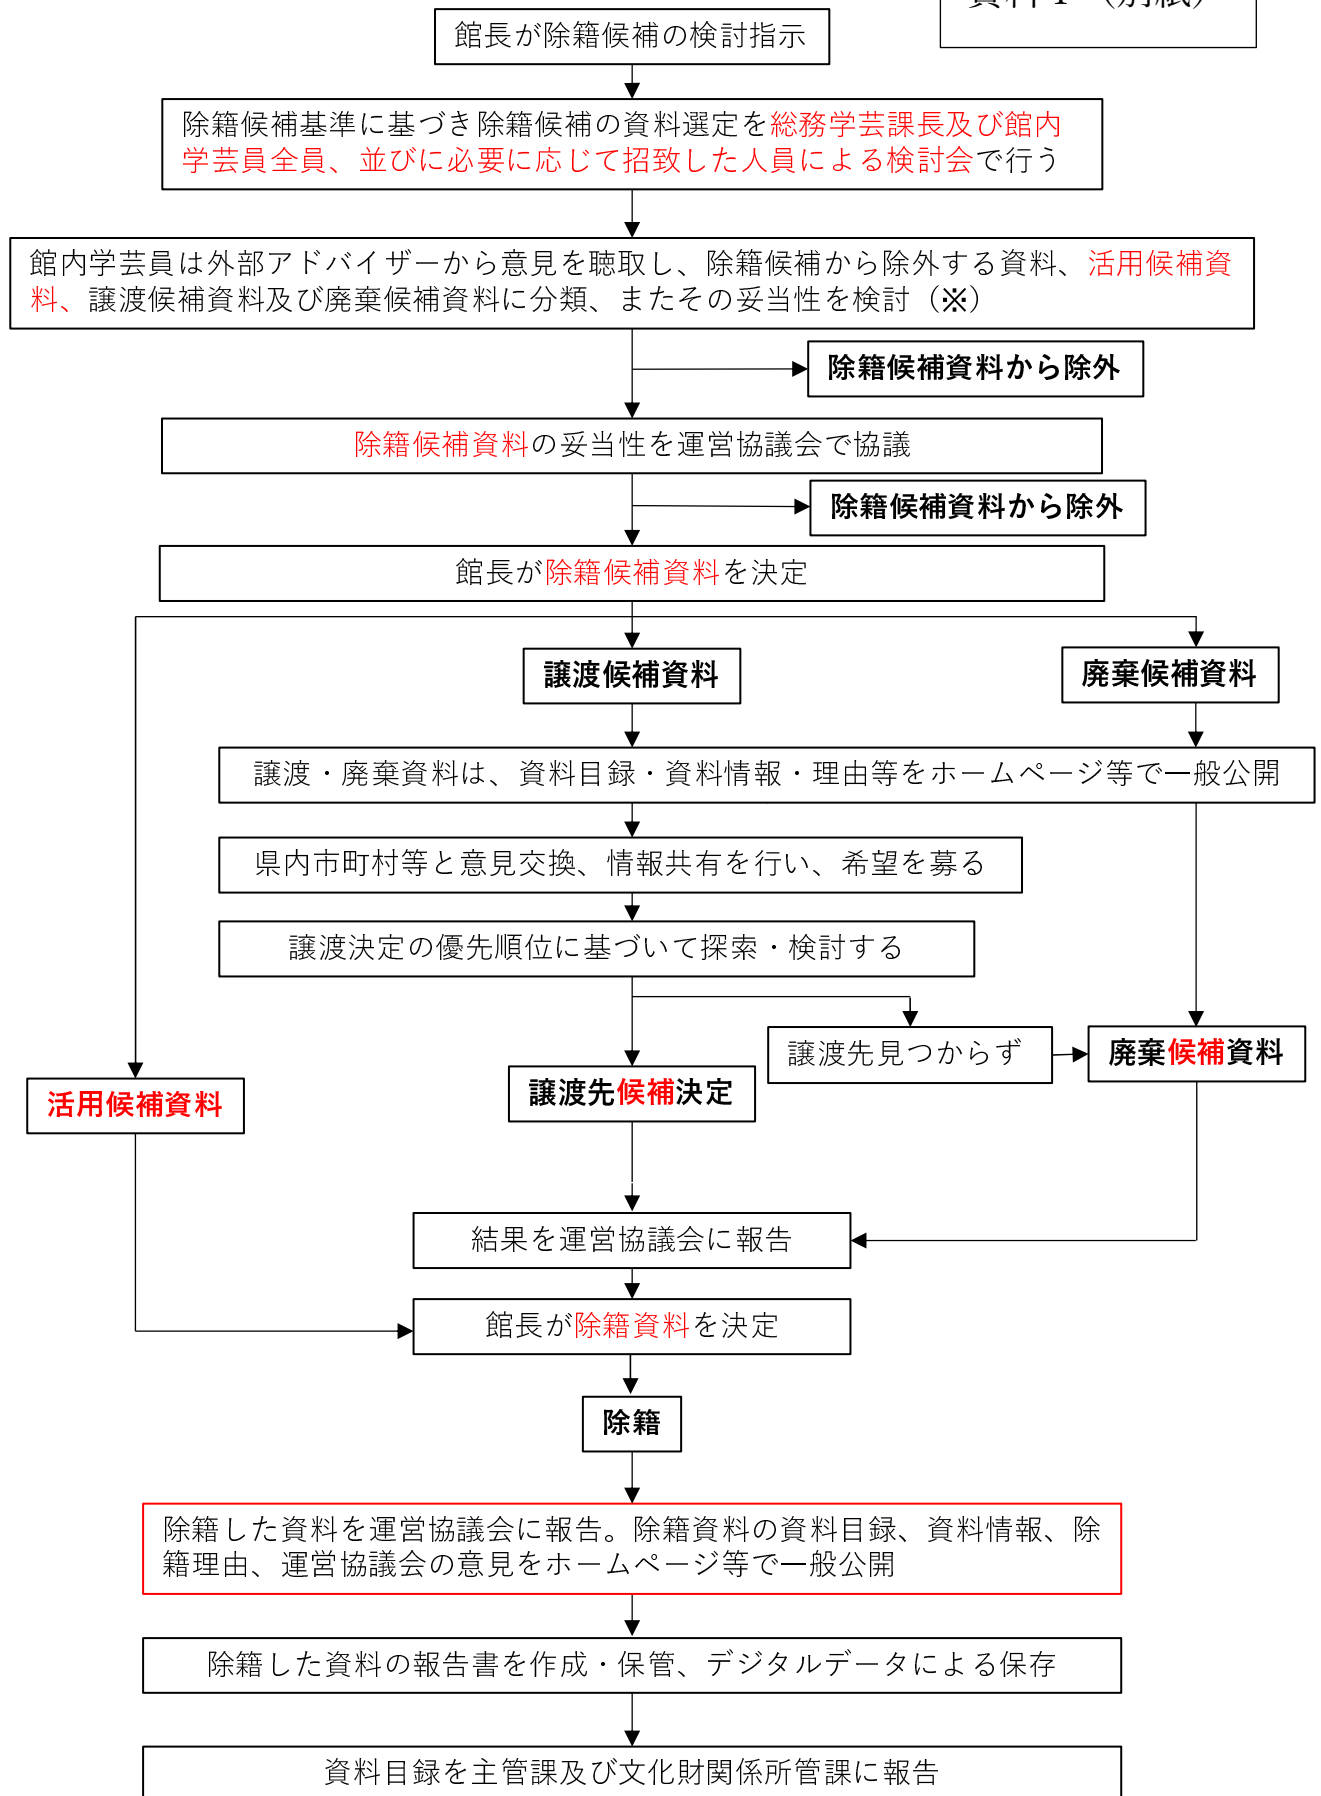 資料1（別紙）
館長が除籍候補の検討指示
除籍候補基準に基づき除籍候補の資料選定を総務学芸課長及び館内
学芸員全員、並びに必要に応じて招致した人員による検討会で行う
館内学芸員は外部アドバイザーから意見を聴取し、除籍候補から除外する資料、活用候補資
料、譲渡候補資料及び廃棄候補資料に分類、またその妥当性を検討（※）
除籍候補資料から除外
除籍候補資料の妥当性を運営協議会で協議
除籍候補資料から除外
館長が除籍候補資料を決定
譲渡候補資料
廃棄候補資料
譲渡・廃棄資料は、資料目録・資料情報・理由等をホームページ等で一般公開
県内市町村等と意見交換、情報共有を行い、希望を募る
譲渡決定の優先順位に基づいて探索・検討する
譲渡先見つからず
廃棄候補資料
譲渡先候補決定
活用候補資料
結果を運営協議会に報告
館長が除籍資料を決定
除籍
除籍した資料を運営協議会に報告。除籍資料の資料目録、資料情報、除
籍理由、運営協議会の意見をホームページ等で一般公開
除籍した資料の報告書を作成・保管、デジタルデータによる保存
資料目録を主管課及び文化財関係所管課に報告